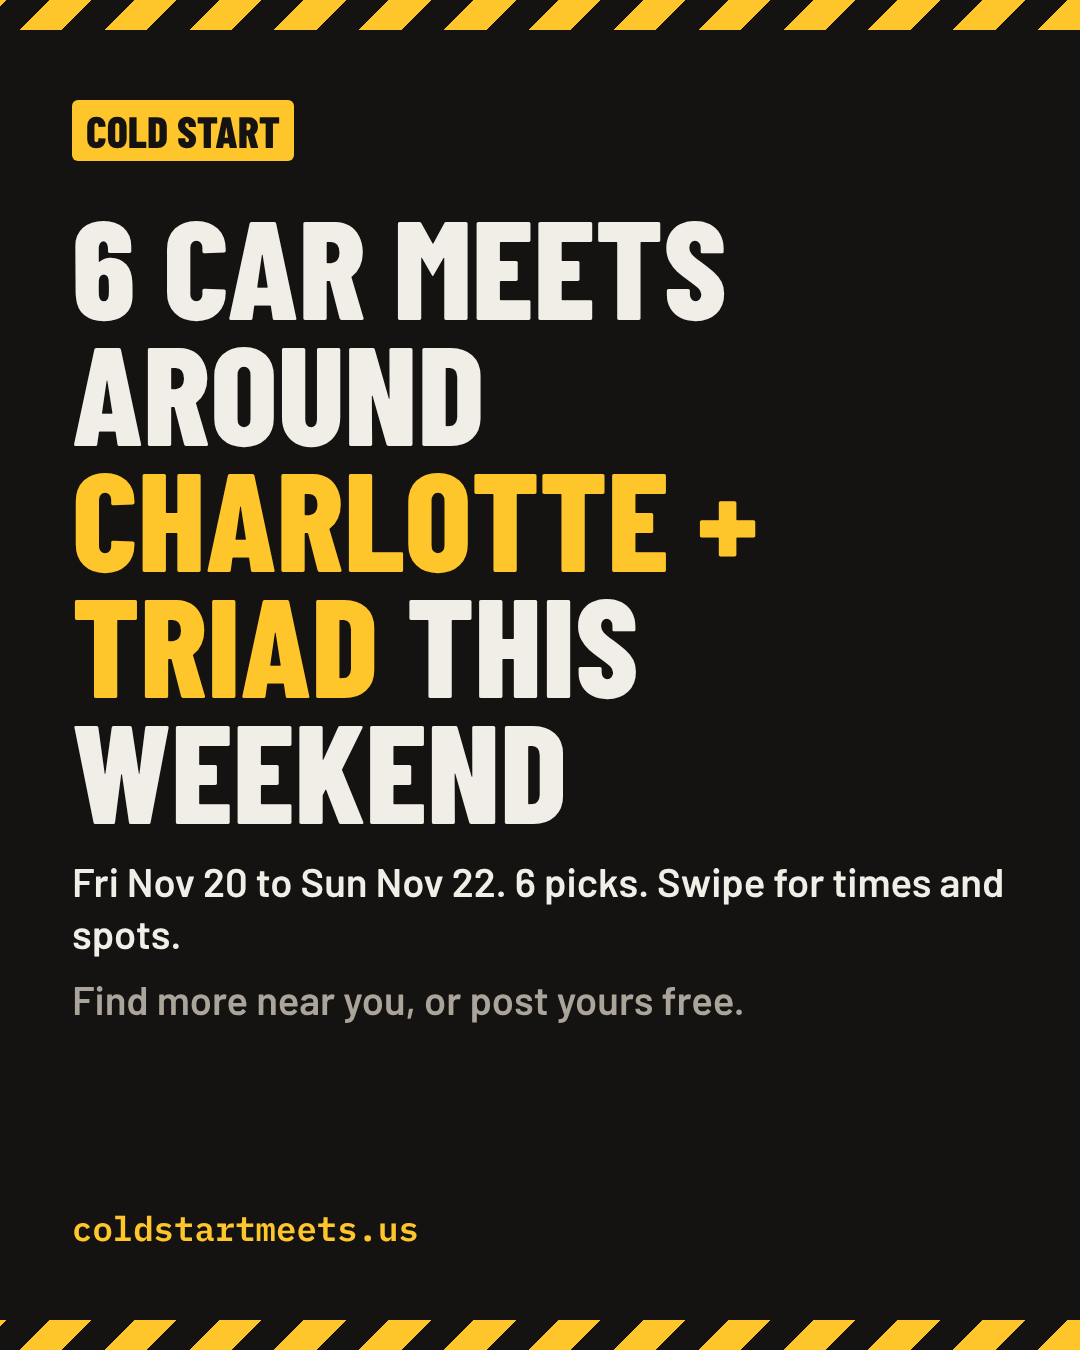 COLD START
6 CAR MEETS
AROUND
CHARLOTTE +
TRIAD THIS
WEEKEND
Fri Nov 20 to Sun Nov 22. 6 picks. Swipe for times and
spots.
Find more near you, or post yours free.
coldstartmeets.us